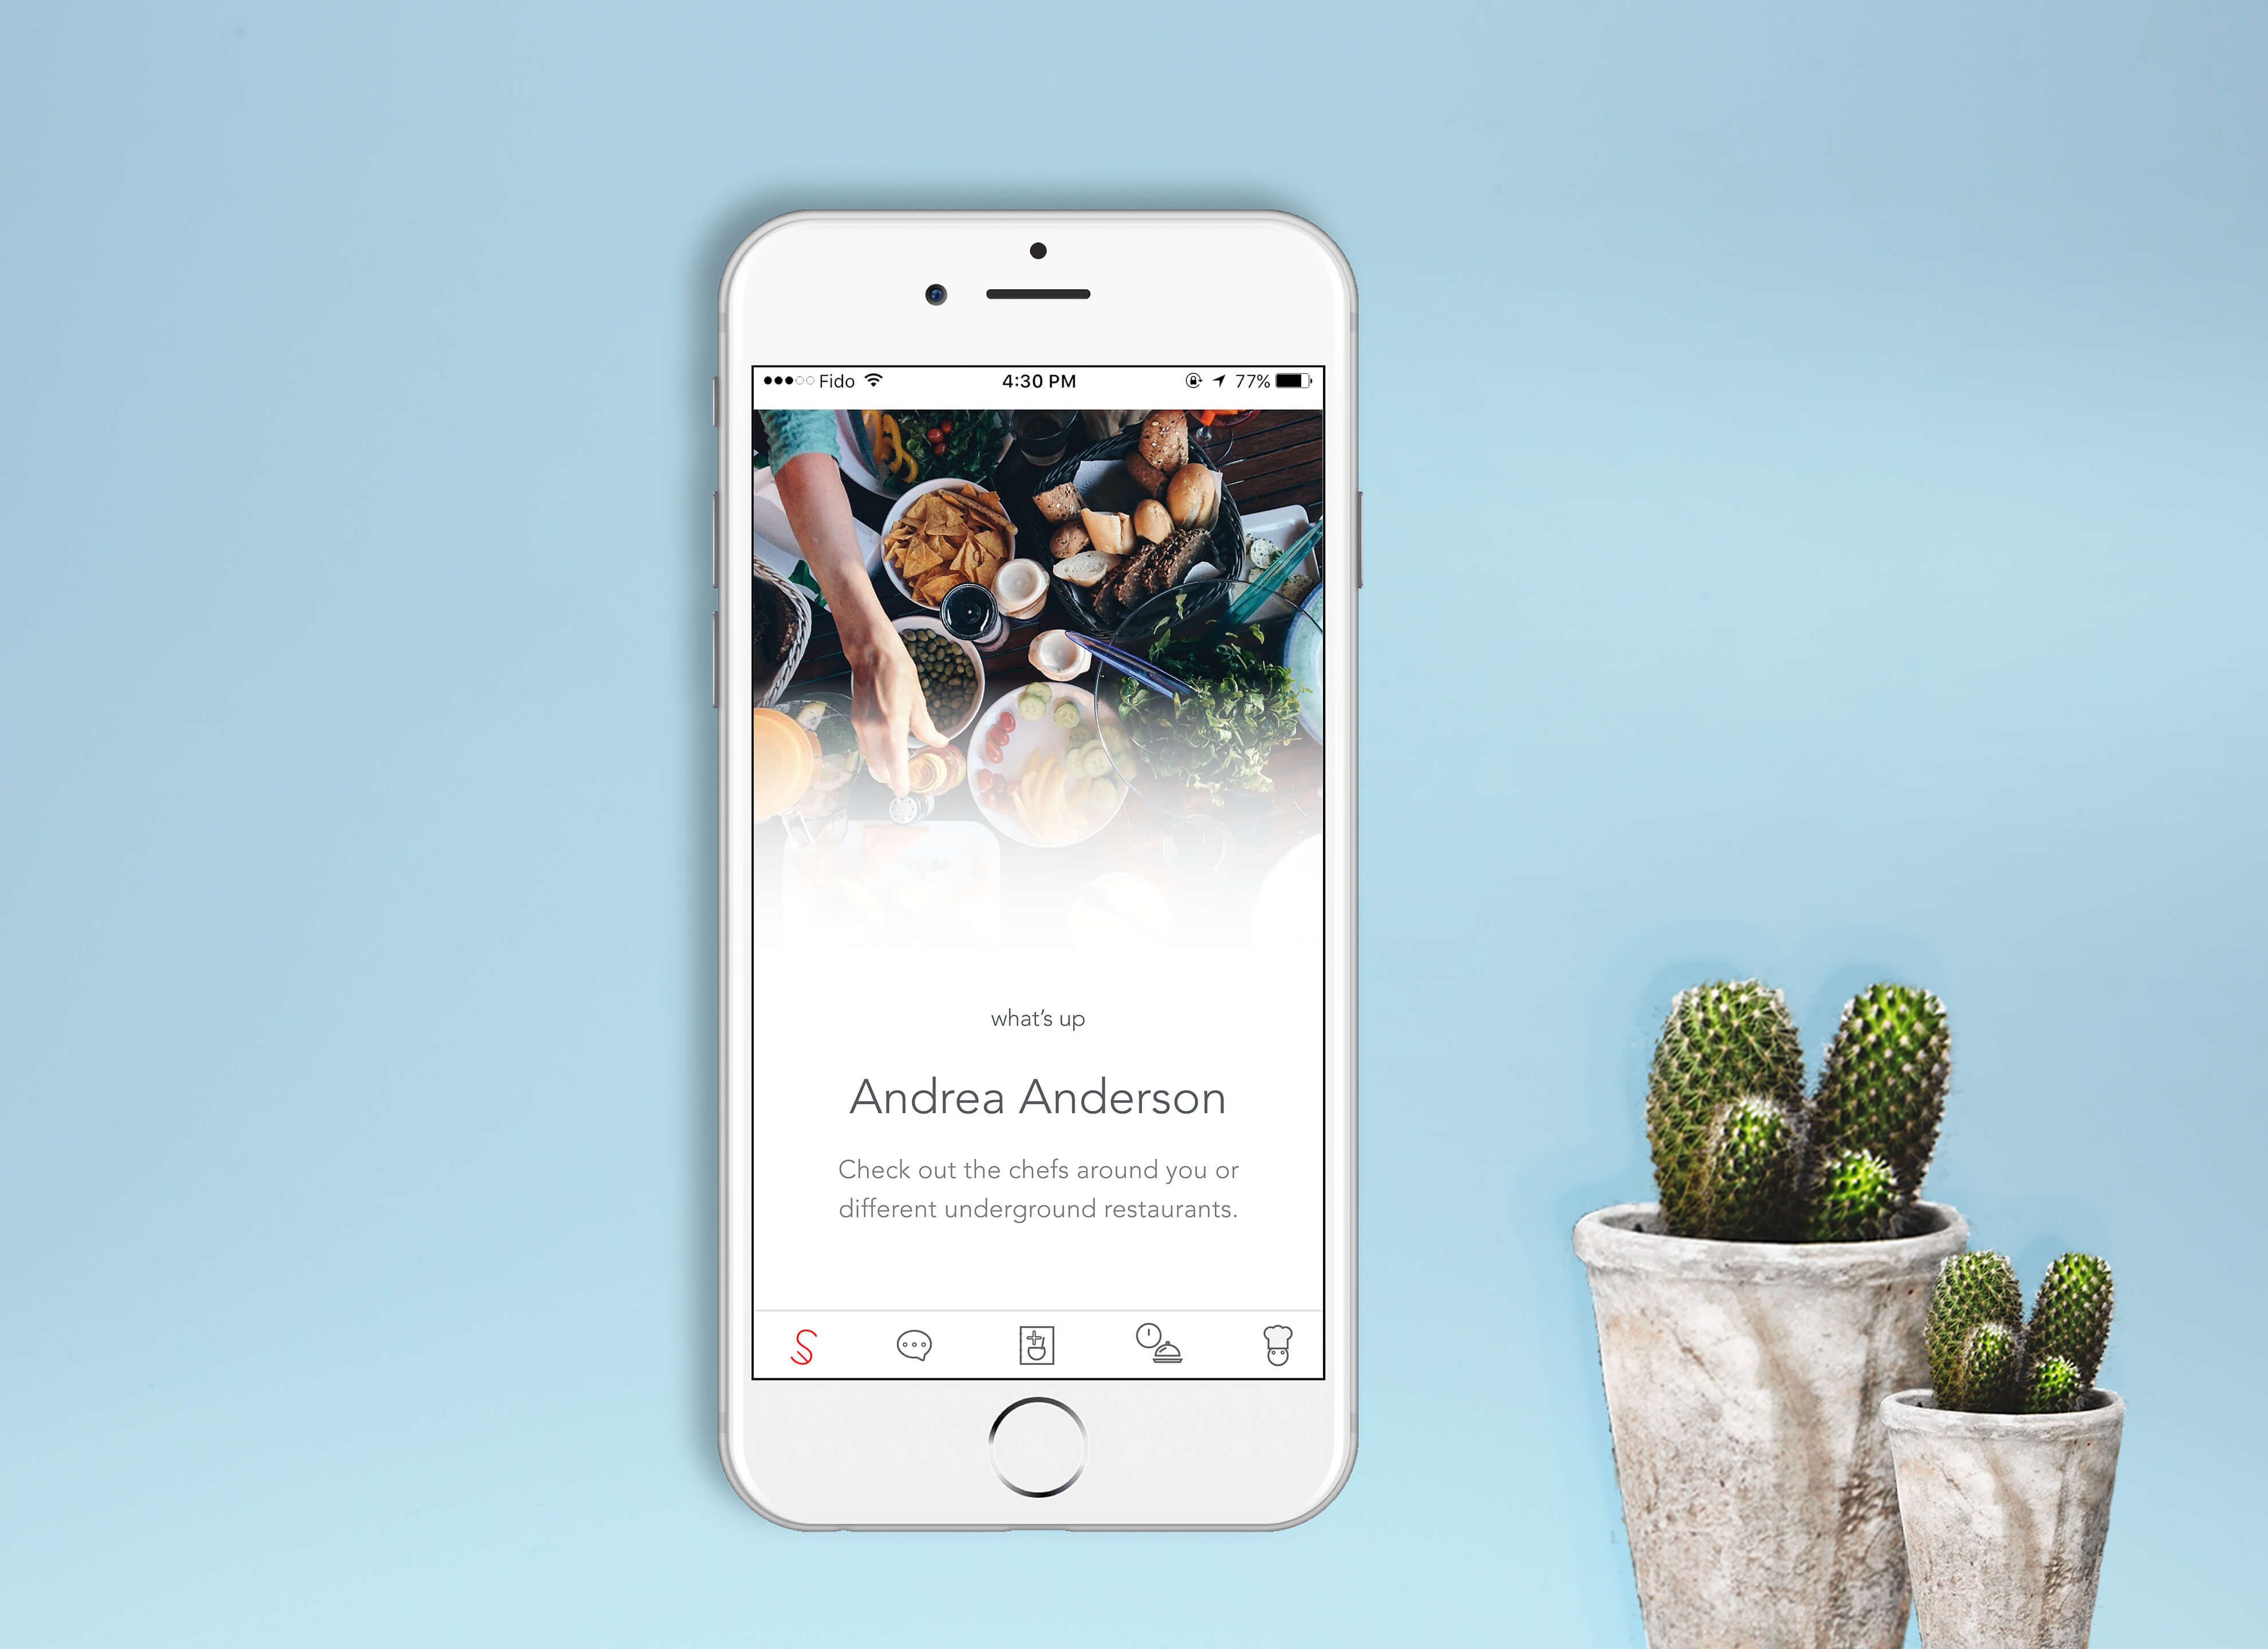 Fido 4:30 PM 77%
what's up
Andrea Anderson
Check out the chefs around you or
different underground restaurants.